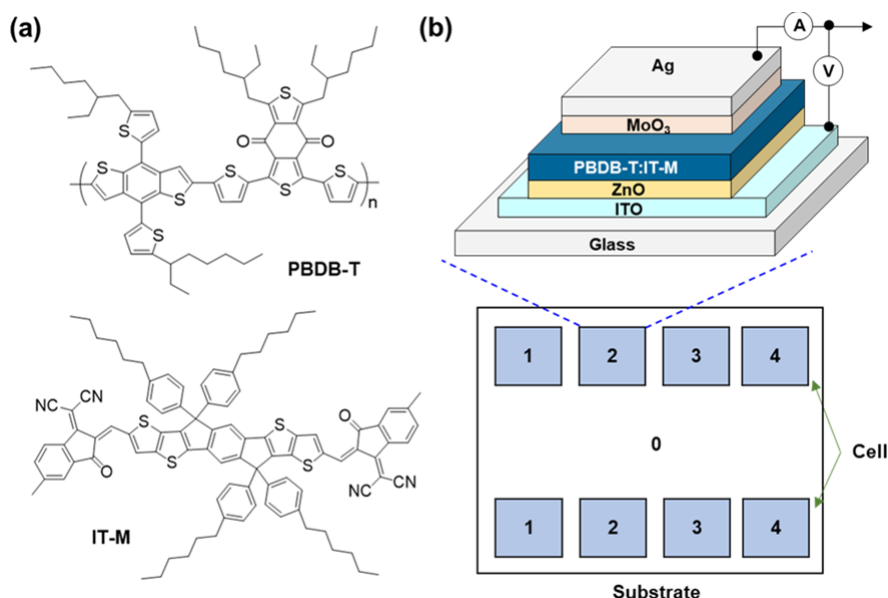 (a)
S
S
S
O
O
S
S
S
S
S
n
S
PBDB-T
NC
CN
O
S
S
S
S
O
NC
CN
IT-M
(b)
A
V
Ag
MoO₃
PBDB-T:IT-M
ZnO
ITO
Glass
1 2 3 4
0
Cell
1 2 3 4
Substrate